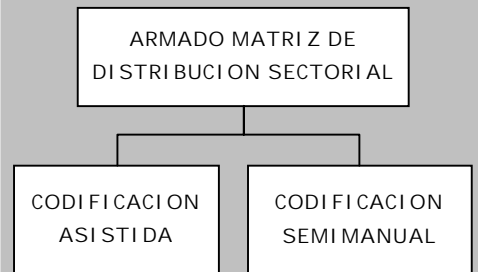 ARMADO MATRIZ DE
DISTRIBUCION SECTORIAL
CODIFICACION
ASISTIDA
CODIFICACION
SEMIMANUAL